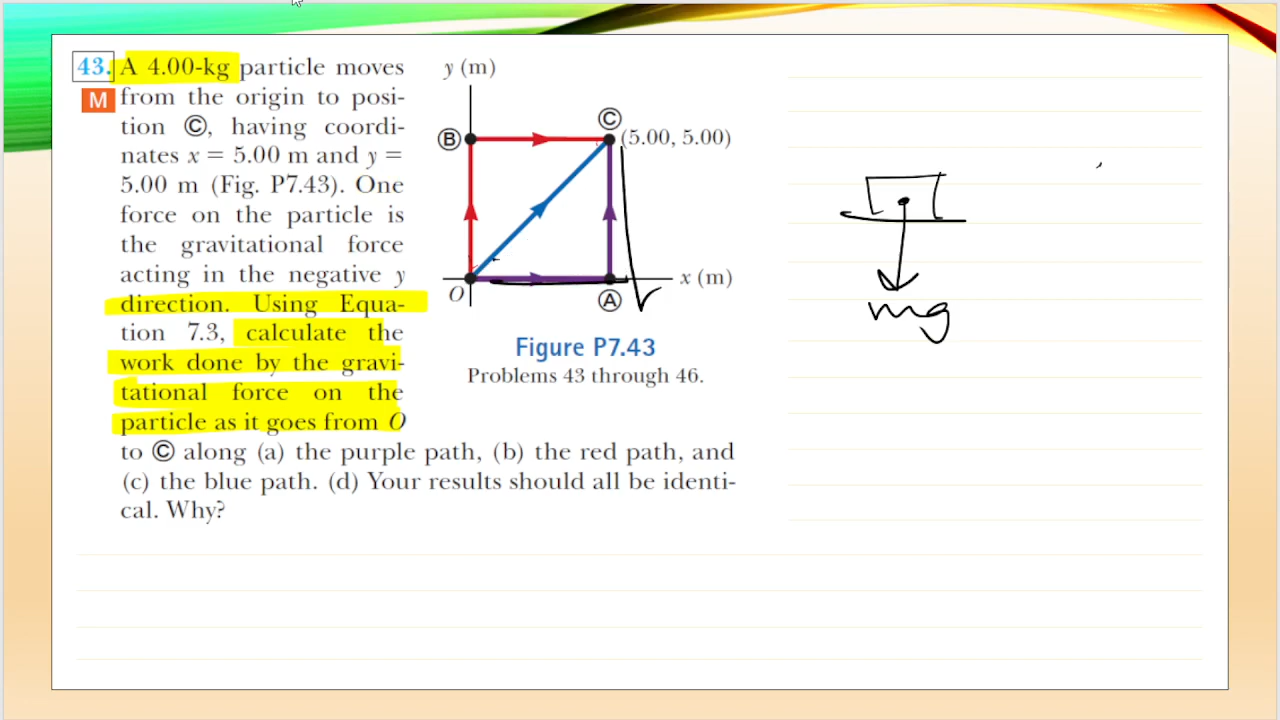 43. A 4.00-kg particle moves
M from the origin to posi-
tion Ⓒ, having coordi-
nates x = 5.00 m and y =
5.00 m (Fig. P7.43). One
force on the particle is
the gravitational force
acting in the negative y
direction. Using Equa-
tion 7.3, calculate the
work done by the gravi-
tational force on the
particle as it goes from O
to Ⓒ along (a) the purple path, (b) the red path, and
(c) the blue path. (d) Your results should all be identi-
cal. Why?
y (m)
Ⓒ
Ⓑ
(5.00, 5.00)
x (m)
O
Ⓐ
Figure P7.43
Problems 43 through 46.
mg